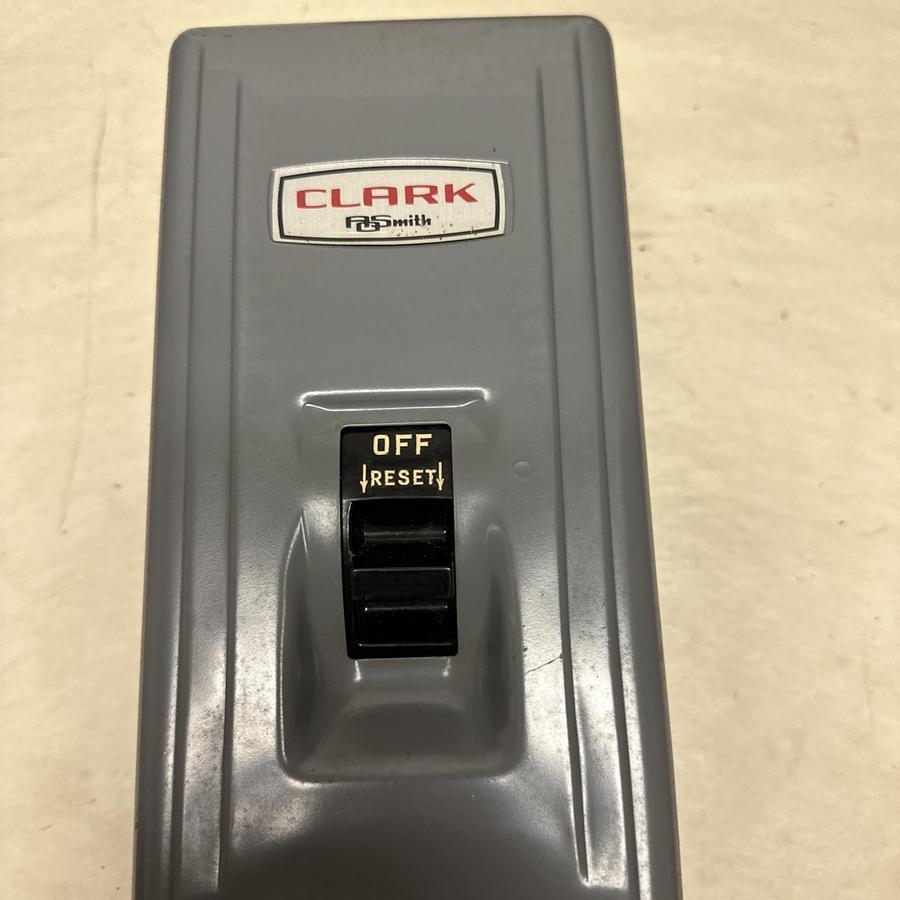 CLARK
AOSmith
OFF
↓RESET↓